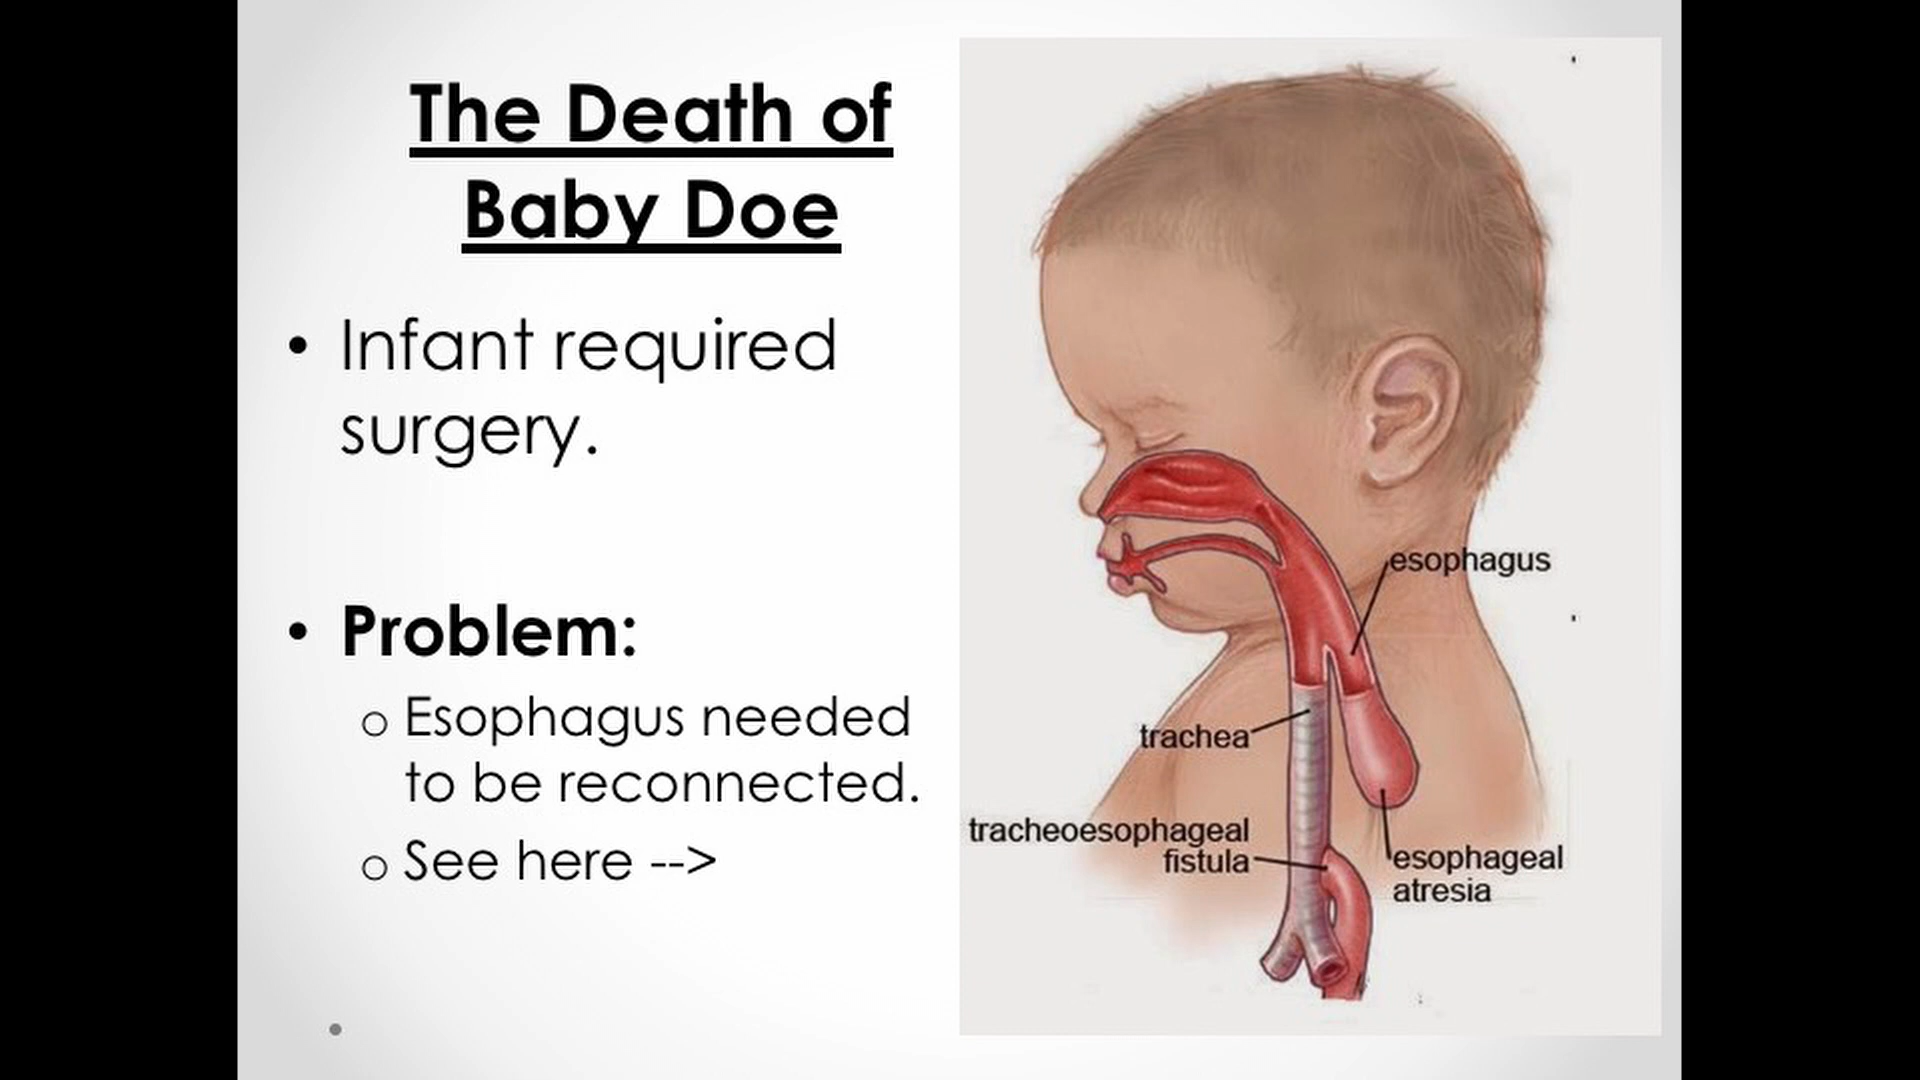 The Death of
Baby Doe
• Infant required
surgery.
• Problem:
o Esophagus needed
to be reconnected.
o See here -->
esophagus
trachea
tracheoesophageal
fistula
esophageal
atresia